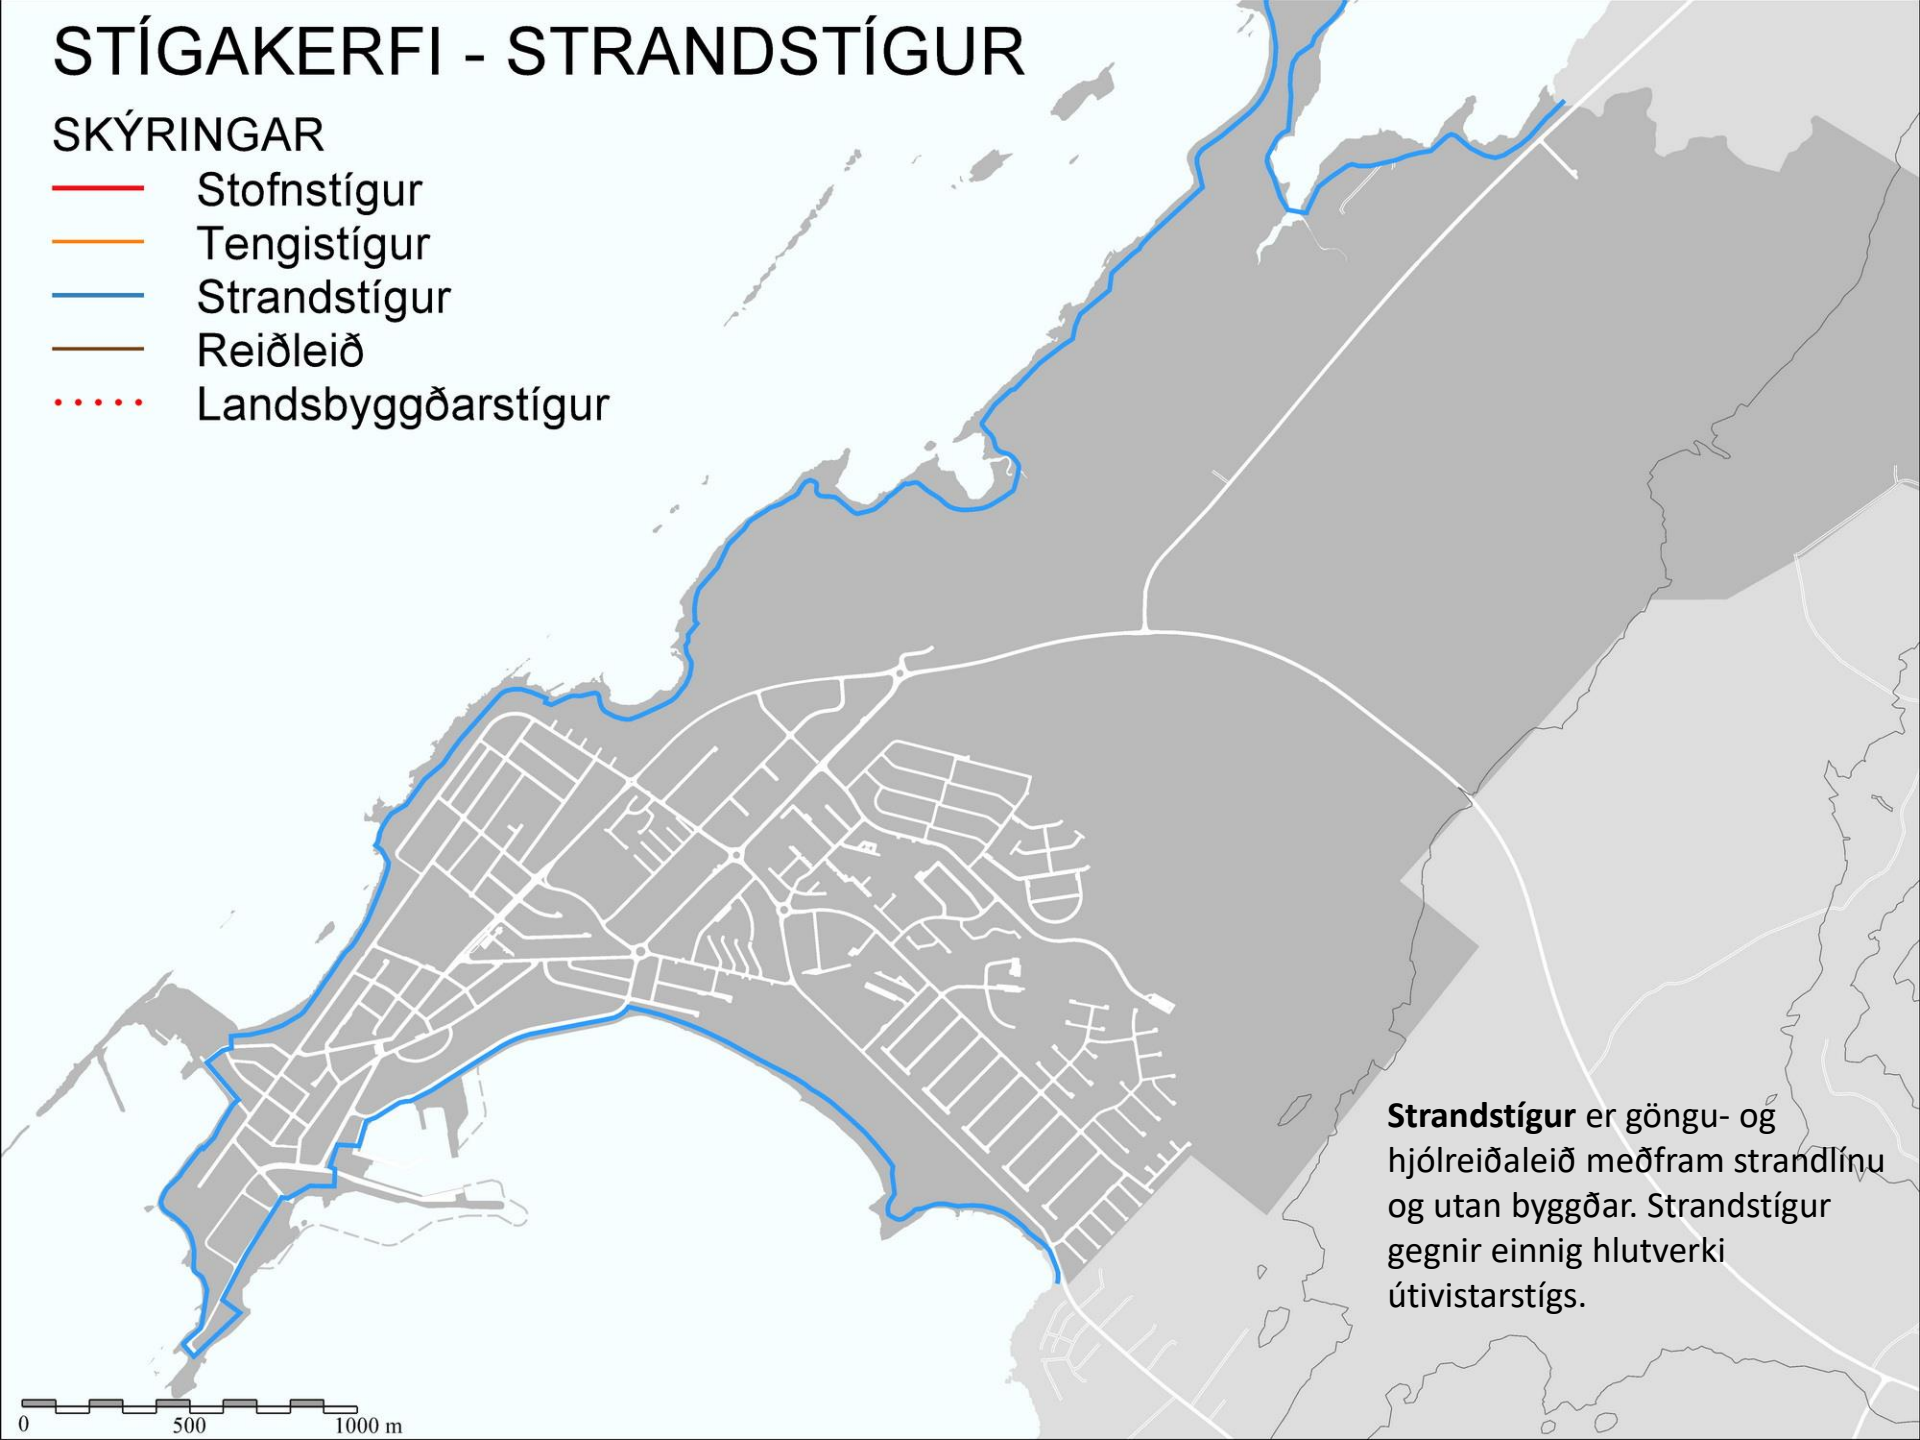 STÍGAKERFI - STRANDSTÍGUR
SKÝRINGAR
Stofnstígur
Tengistígur
Strandstígur
Reiðleið
Landsbyggðarstígur
Strandstígur er göngu- og
hjólreiðaleið meðfram strandlínu
og utan byggðar. Strandstígur
gegnir einnig hlutverki
útivistarstígs.
0 500 1000 m